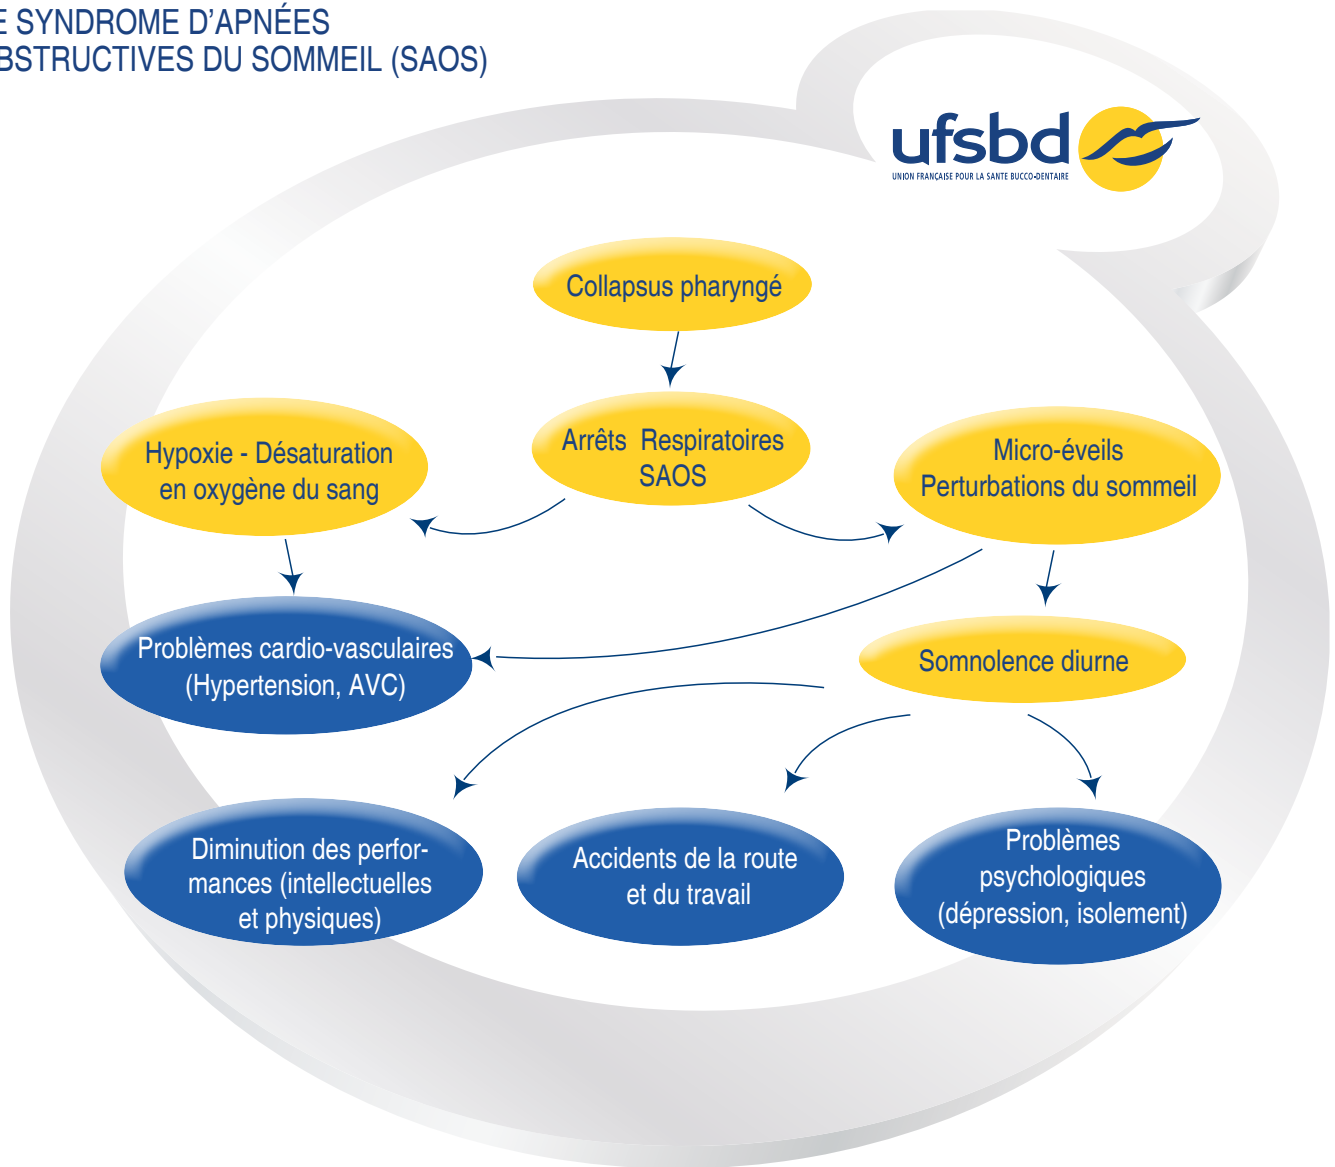 E SYNDROME D'APNÉES
BSTRUCTIVES DU SOMMEIL (SAOS)
ufsbd
UNION FRANÇAISE POUR LA SANTE BUCCO-DENTAIRE
Collapsus pharyngé
Arrêts Respiratoires
SAOS
Hypoxie - Désaturation
en oxygène du sang
Micro-éveils
Perturbations du sommeil
Problèmes cardio-vasculaires
(Hypertension, AVC)
Somnolence diurne
Diminution des perfor-
mances (intellectuelles
et physiques)
Accidents de la route
et du travail
Problèmes
psychologiques
(dépression, isolement)